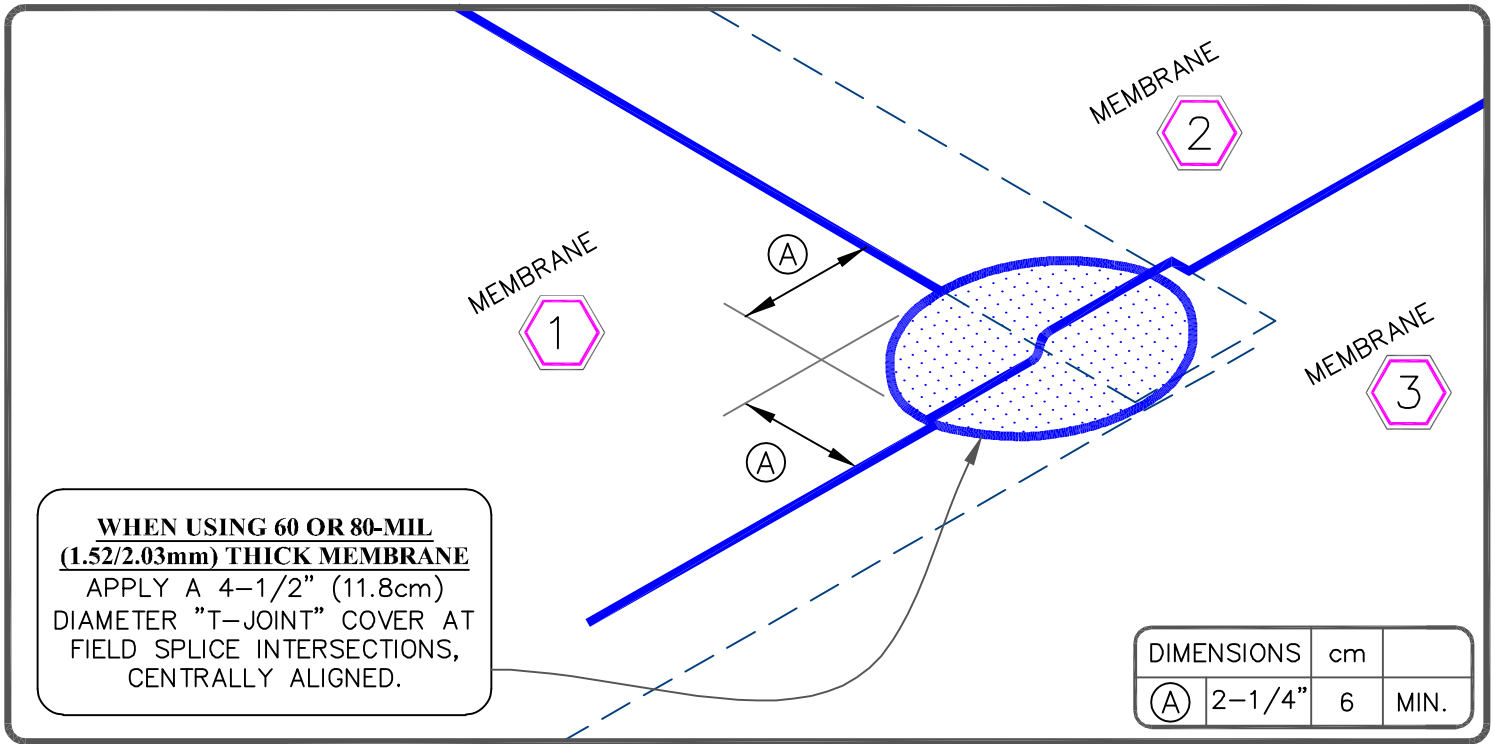 MEMBRANE
2
A
MEMBRANE
1
MEMBRANE
3
A
WHEN USING 60 OR 80-MIL
(1.52/2.03mm) THICK MEMBRANE
APPLY A 4-1/2" (11.8cm)
DIAMETER "T-JOINT" COVER AT
FIELD SPLICE INTERSECTIONS,
CENTRALLY ALIGNED.
DIMENSIONS cm
A 2-1/4" 6 MIN.